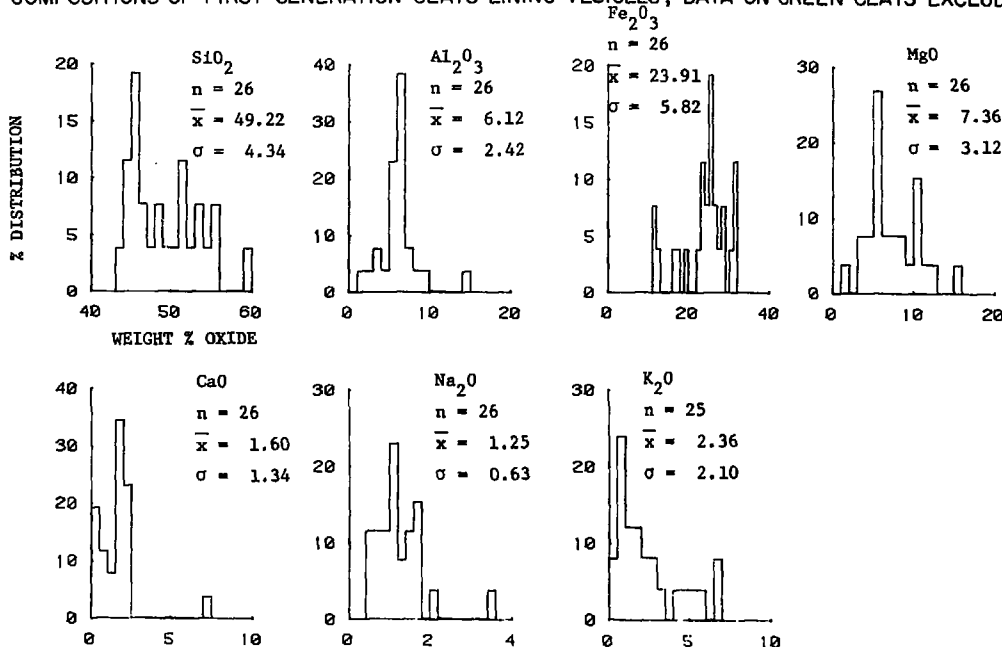 COMPOSITIONS OF FIRST GENERATION CLAYS LINING VESICLES, DATA ON GREEN CLAYS EXCLUD
% DISTRIBUTION
20
15
10
5
0
40 50 60
WEIGHT % OXIDE
SiO2
n = 26
x̄ = 49.22
σ = 4.34
40
30
20
10
0
0 10 20
Al2O3
n = 26
x̄ = 6.12
σ = 2.42
20
15
10
5
0
0 20 40
Fe2O3
n = 26
x̄ = 23.91
σ = 5.82
30
20
10
0
0 10 20
MgO
n = 26
x̄ = 7.36
σ = 3.12
40
30
20
10
0
0 5 10
CaO
n = 26
x̄ = 1.60
σ = 1.34
30
20
10
0
0 2 4
Na2O
n = 26
x̄ = 1.25
σ = 0.63
30
20
10
0
0 5 10
K2O
n = 25
x̄ = 2.36
σ = 2.10